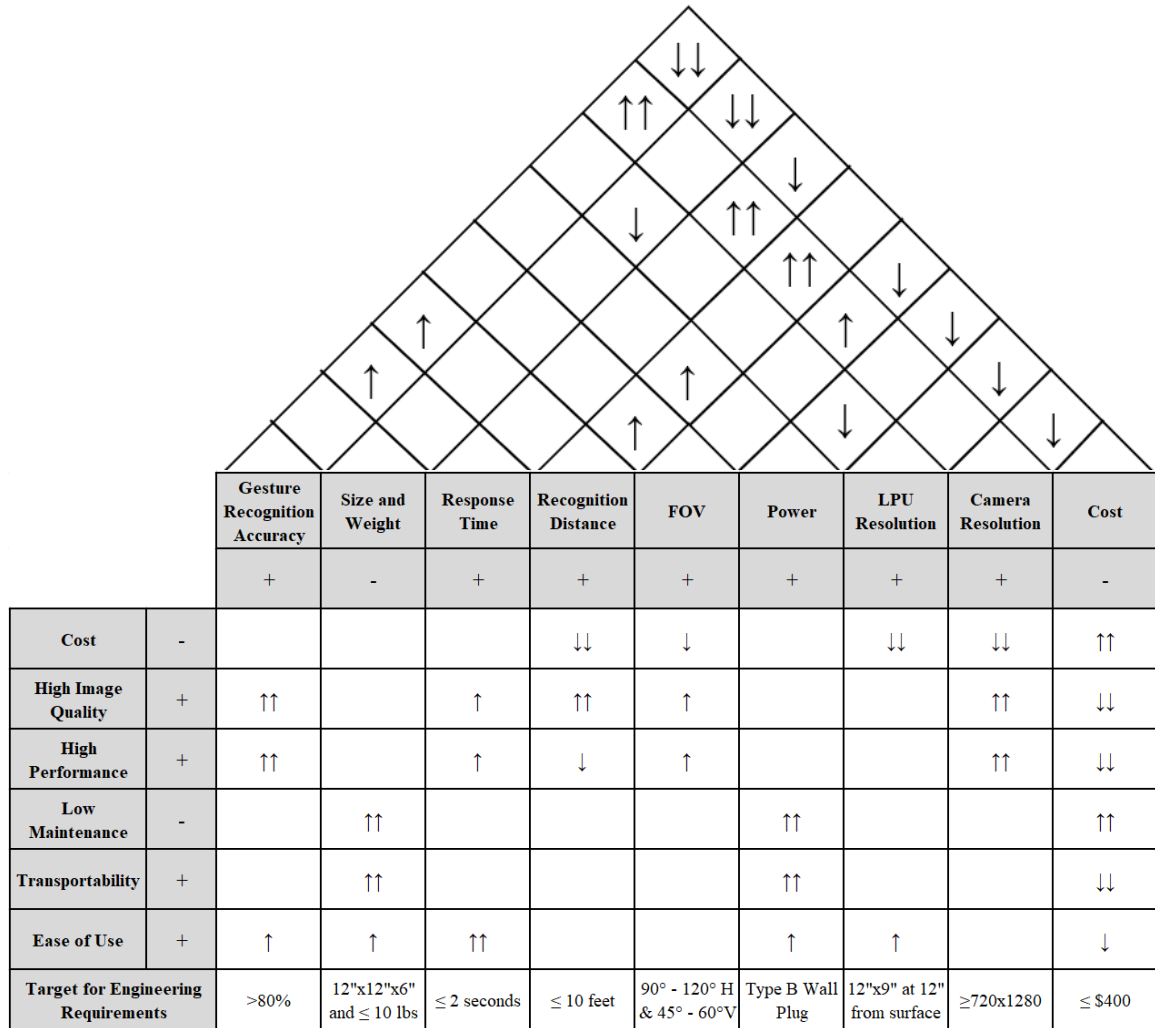 ↓↓
↑↑ ↓↓
↓
↓ ↑↑
↑↑ ↓
↑ ↑ ↓
↑ ↑ ↓
↑ ↓ ↓
Gesture Recognition Accuracy Size and Weight Response Time Recognition Distance FOV Power LPU Resolution Camera Resolution Cost
+ - + + + + + + -
Cost - ↓↓ ↓ ↓↓ ↓↓ ↑↑
High Image Quality + ↑↑ ↑ ↑↑ ↑ ↑↑ ↓↓
High Performance + ↑↑ ↑ ↓ ↑ ↑↑ ↓↓
Low Maintenance - ↑↑ ↑↑ ↑↑
Transportability + ↑↑ ↑↑ ↓↓
Ease of Use + ↑ ↑ ↑↑ ↑ ↑ ↓
Target for Engineering Requirements >80% 12"x12"x6" and ≤ 10 lbs ≤ 2 seconds ≤ 10 feet 90° - 120° H & 45° - 60°V Type B Wall Plug 12"x9" at 12" from surface ≥720x1280 ≤ $400